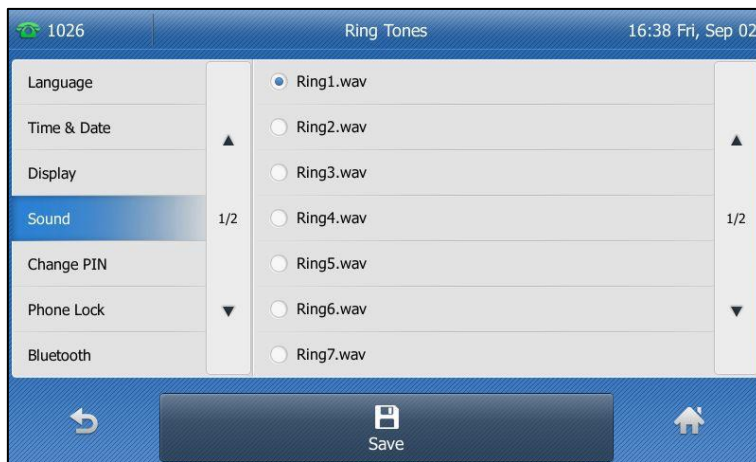 1026 Ring Tones 16:38 Fri, Sep 02
Language
Time & Date
Display
Sound
Change PIN
Phone Lock
Bluetooth
1/2
Ring1.wav
Ring2.wav
Ring3.wav
Ring4.wav
Ring5.wav
Ring6.wav
Ring7.wav
1/2
Save